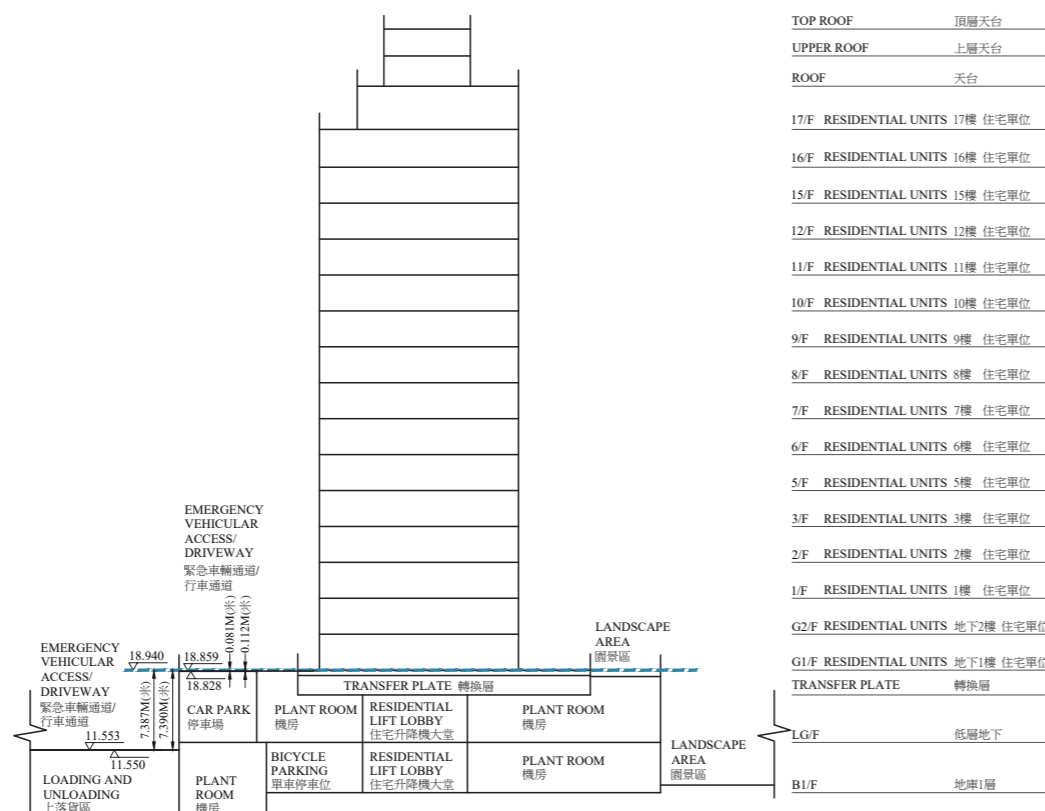 TOP ROOF 頂層天台
UPPER ROOF 上層天台
ROOF 天台
17/F RESIDENTIAL UNITS 17樓 住宅單位
16/F RESIDENTIAL UNITS 16樓 住宅單位
15/F RESIDENTIAL UNITS 15樓 住宅單位
12/F RESIDENTIAL UNITS 12樓 住宅單位
11/F RESIDENTIAL UNITS 11樓 住宅單位
10/F RESIDENTIAL UNITS 10樓 住宅單位
9/F RESIDENTIAL UNITS 9樓 住宅單位
8/F RESIDENTIAL UNITS 8樓 住宅單位
7/F RESIDENTIAL UNITS 7樓 住宅單位
6/F RESIDENTIAL UNITS 6樓 住宅單位
5/F RESIDENTIAL UNITS 5樓 住宅單位
3/F RESIDENTIAL UNITS 3樓 住宅單位
2/F RESIDENTIAL UNITS 2樓 住宅單位
1/F RESIDENTIAL UNITS 1樓 住宅單位
G2/F RESIDENTIAL UNITS 地下2樓 住宅單位
G1/F RESIDENTIAL UNITS 地下1樓 住宅單位
TRANSFER PLATE 轉換層
LG/F 低層地下
B1/F 地庫1層
EMERGENCY
VEHICULAR
ACCESS/
DRIVEWAY
緊急車輛通道/
行車通道
0.081M(米)
0.112M(米)
EMERGENCY
VEHICULAR
ACCESS/
DRIVEWAY
緊急車輛通道/
行車通道
18.940
18.859
18.828
7.387M(米)
7.390M(米)
11.553
11.550
LANDSCAPE
AREA
園景區
TRANSFER PLATE 轉換層
CAR PARK
停車場
PLANT ROOM
機房
RESIDENTIAL
LIFT LOBBY
住宅升降機大堂
PLANT ROOM
機房
LOADING AND
UNLOADING
上落貨區
PLANT
ROOM
機房
BICYCLE
PARKING
單車停車位
RESIDENTIAL
LIFT LOBBY
住宅升降機大堂
PLANT ROOM
機房
LANDSCAPE
AREA
園景區